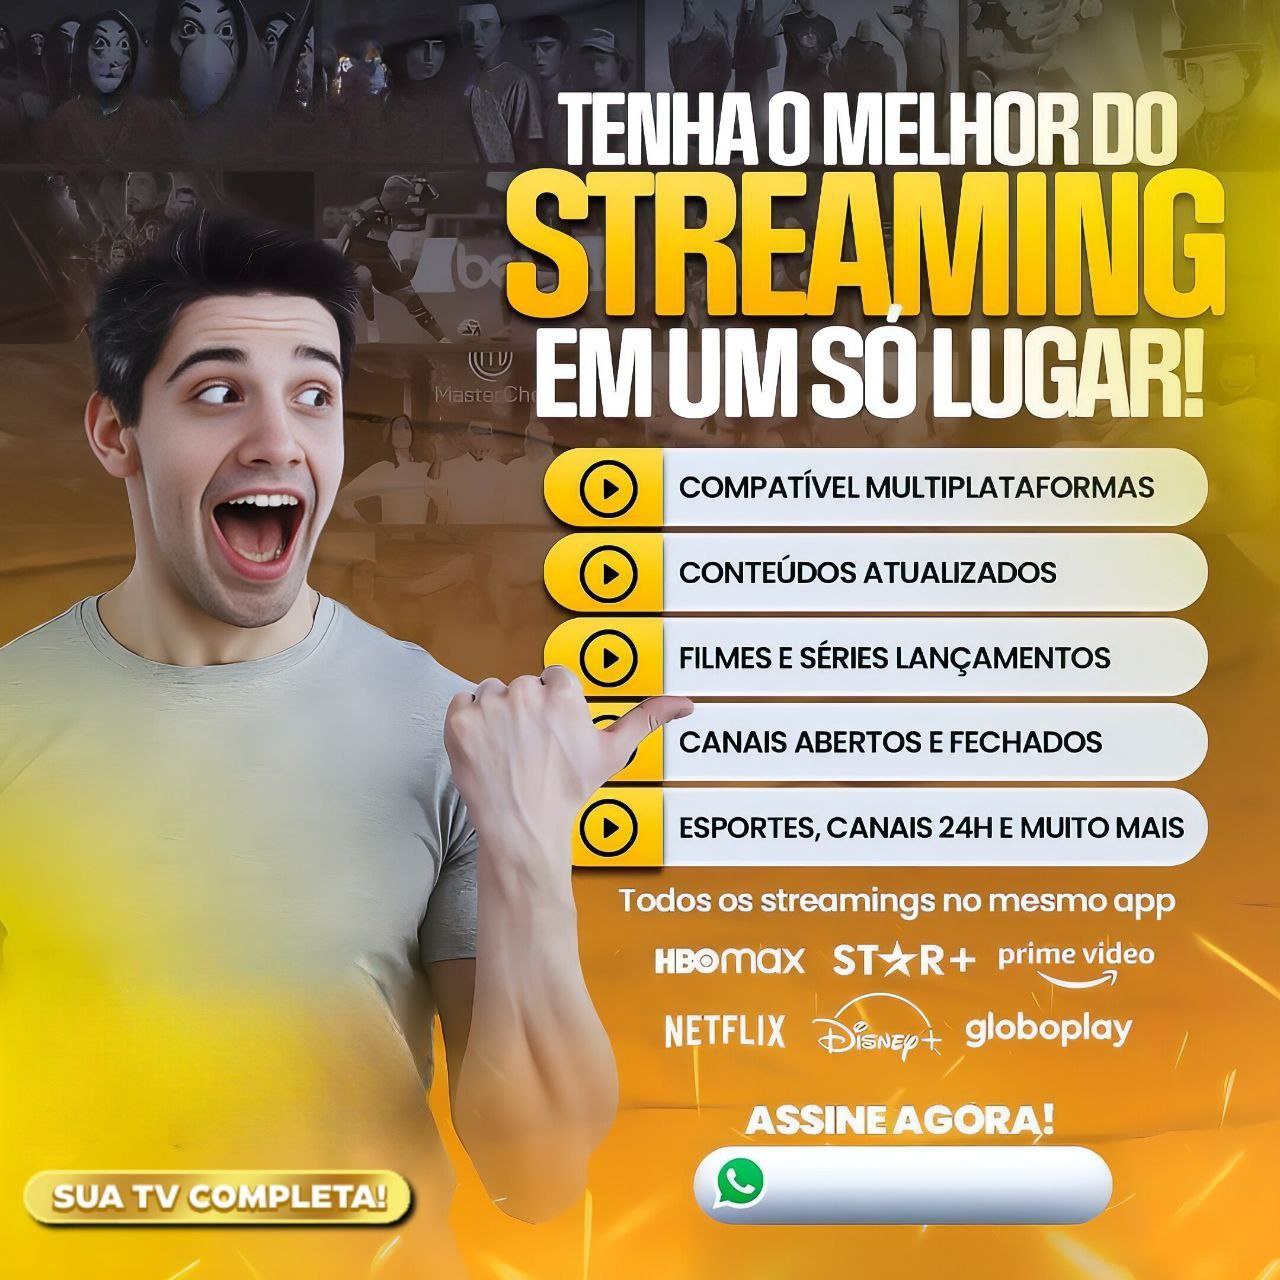 TENHA O MELHOR DO
STREAMING
EM UM SÓ LUGAR!
MasterCh
COMPATÍVEL MULTIPLATAFORMAS
CONTEÚDOS ATUALIZADOS
FILMES E SÉRIES LANÇAMENTOS
CANAIS ABERTOS E FECHADOS
ESPORTES, CANAIS 24H E MUITO MAIS
Todos os streamings no mesmo app
HBOmax STAR+ prime video
NETFLIX Disney+ globoplay
ASSINE AGORA!
SUA TV COMPLETA!